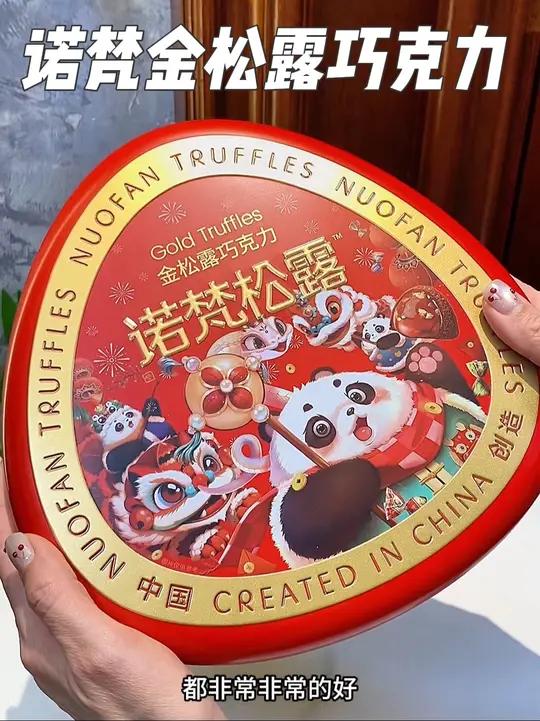 诺梵金松露巧克力
NUOFAN TRUFFLES NUOFAN TRUFFLES NUOFAN TRUFFLES
Gold Truffles
金松露巧克力
诺梵松露™
中国 CREATED IN CHINA 创造
都非常非常的好